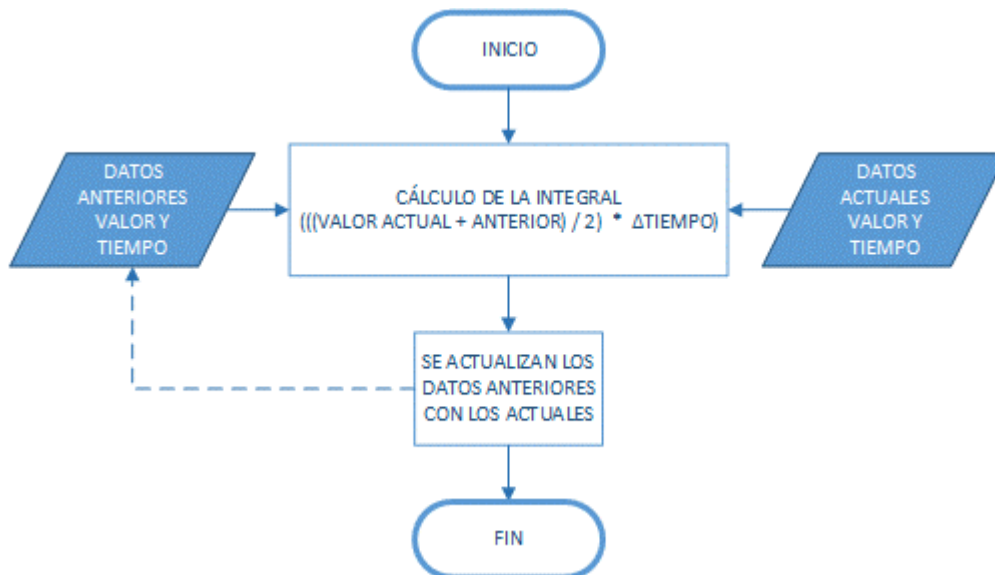 INICIO
DATOS
ANTERIORES
VALOR Y
TIEMPO
CÁLCULO DE LA INTEGRAL
(((VALOR ACTUAL + ANTERIOR) / 2) * ΔTIEMPO)
DATOS
ACTUALES
VALOR Y
TIEMPO
SE ACTUALIZAN LOS
DATOS ANTERIORES
CON LOS ACTUALES
FIN